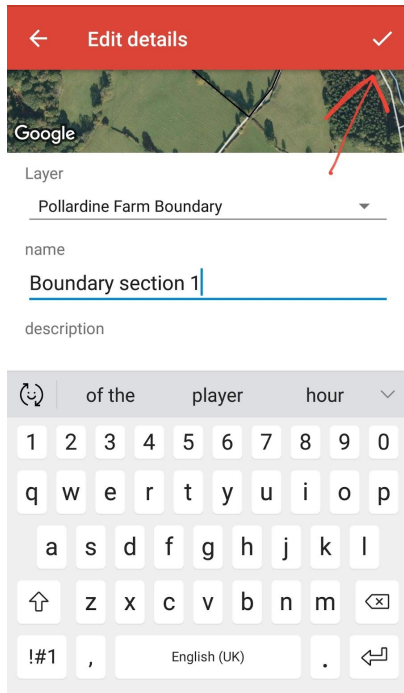 Edit details
Google
Layer
Pollardine Farm Boundary
name
Boundary section 1
description
of the player hour
1 2 3 4 5 6 7 8 9 0
q w e r t y u i o p
a s d f g h j k l
z x c v b n m
!#1 , English (UK) .